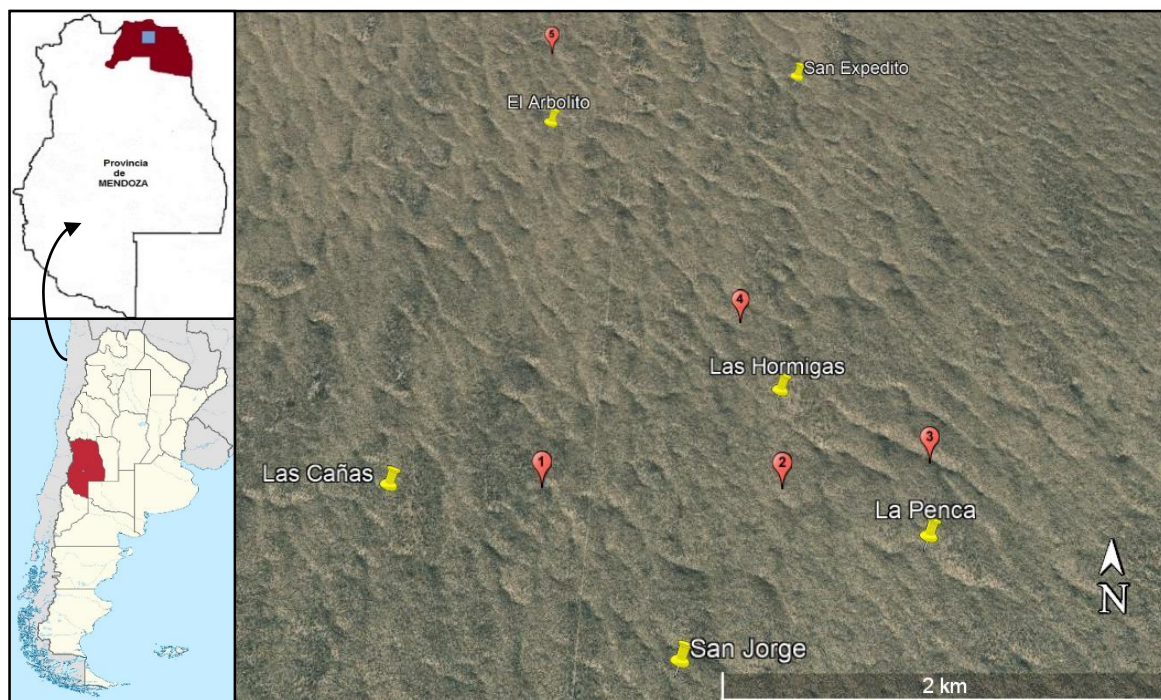 Provincia
de
MENDOZA
5
San Expedito
El Arbolito
4
Las Hormigas
3
1
2
Las Cañas
La Penca
N
San Jorge
2 km